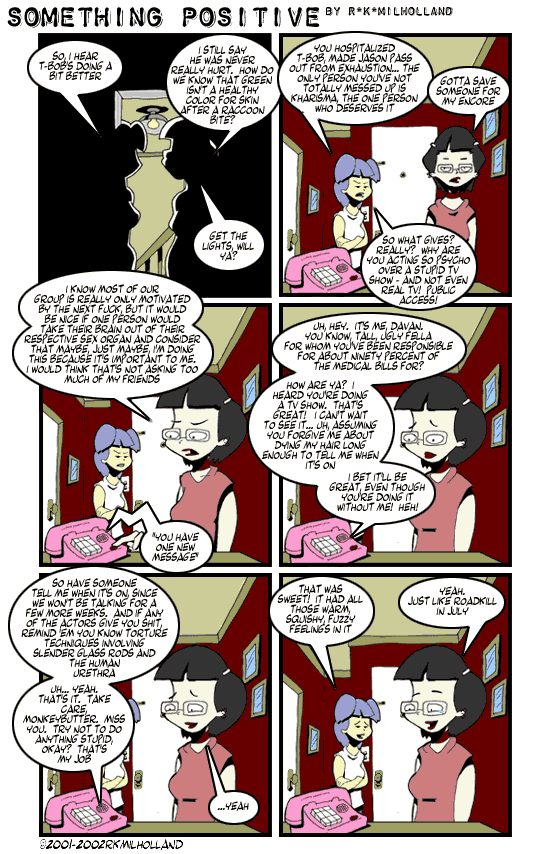 SOMETHING POSITIVE BY R*K*MILHOLLAND
SO, I HEAR
T-BOB'S DOING A
BIT BETTER
I STILL SAY
HE WAS NEVER
REALLY HURT. HOW DO
WE KNOW THAT GREEN
ISN'T A HEALTHY
COLOR FOR SKIN
AFTER A RACCOON
BITE?
GET THE
LIGHTS, WILL
YA?
YOU HOSPITALIZED
T-BOB, MADE JASON PASS
OUT FROM EXHAUSTION... THE
ONLY PERSON YOU'VE NOT
TOTALLY MESSED UP IS
KHARISMA, THE ONE PERSON
WHO DESERVES IT
GOTTA SAVE
SOMEONE FOR
MY ENCORE
SO WHAT GIVES?
REALLY? WHY ARE
YOU ACTING SO PSYCHO
OVER A STUPID TV
SHOW - AND NOT EVEN
REAL TV! PUBLIC
ACCESS!
I KNOW MOST OF OUR
GROUP IS REALLY ONLY MOTIVATED
BY THE NEXT FUCK, BUT IT WOULD
BE NICE IF ONE PERSON WOULD
TAKE THEIR BRAIN OUT OF THEIR
RESPECTIVE SEX ORGAN AND CONSIDER
THAT MAYBE, JUST MAYBE, I'M DOING
THIS BECAUSE IT'S IMPORTANT TO ME.
I WOULD THINK THAT'S NOT ASKING TOO
MUCH OF MY FRIENDS
"YOU HAVE
ONE NEW
MESSAGE"
UH, HEY. IT'S ME, DAVAN.
YOU KNOW, TALL, UGLY FELLA
FOR WHOM YOU'VE BEEN RESPONSIBLE
FOR ABOUT NINETY PERCENT OF
THE MEDICAL BILLS FOR?
HOW ARE YA? I
HEARD YOU'RE DOING
A TV SHOW. THAT'S
GREAT! I CAN'T WAIT
TO SEE IT... UH, ASSUMING
YOU FORGIVE ME ABOUT
DYING MY HAIR LONG
ENOUGH TO TELL ME WHEN
IT'S ON
I BET IT'LL BE
GREAT, EVEN THOUGH
YOU'RE DOING IT
WITHOUT ME! HEH!
SO HAVE SOMEONE
TELL ME WHEN IT'S ON, SINCE
WE WON'T BE TALKING FOR A
FEW MORE WEEKS. AND IF ANY
OF THE ACTORS GIVE YOU SHIT,
REMIND 'EM YOU KNOW TORTURE
TECHNIQUES INVOLVING
SLENDER GLASS RODS AND
THE HUMAN
URETHRA
UH... YEAH.
THAT'S IT. TAKE
CARE,
MONKEYBUTTER. MISS
YOU. TRY NOT TO DO
ANYTHING STUPID,
OKAY? THAT'S
MY JOB
...YEAH
THAT WAS
SWEET! IT HAD ALL
THOSE WARM,
SQUISHY, FUZZY
FEELINGS IN IT
YEAH.
JUST LIKE ROADKILL
IN JULY
©2001-2002RKMILHOLLAND